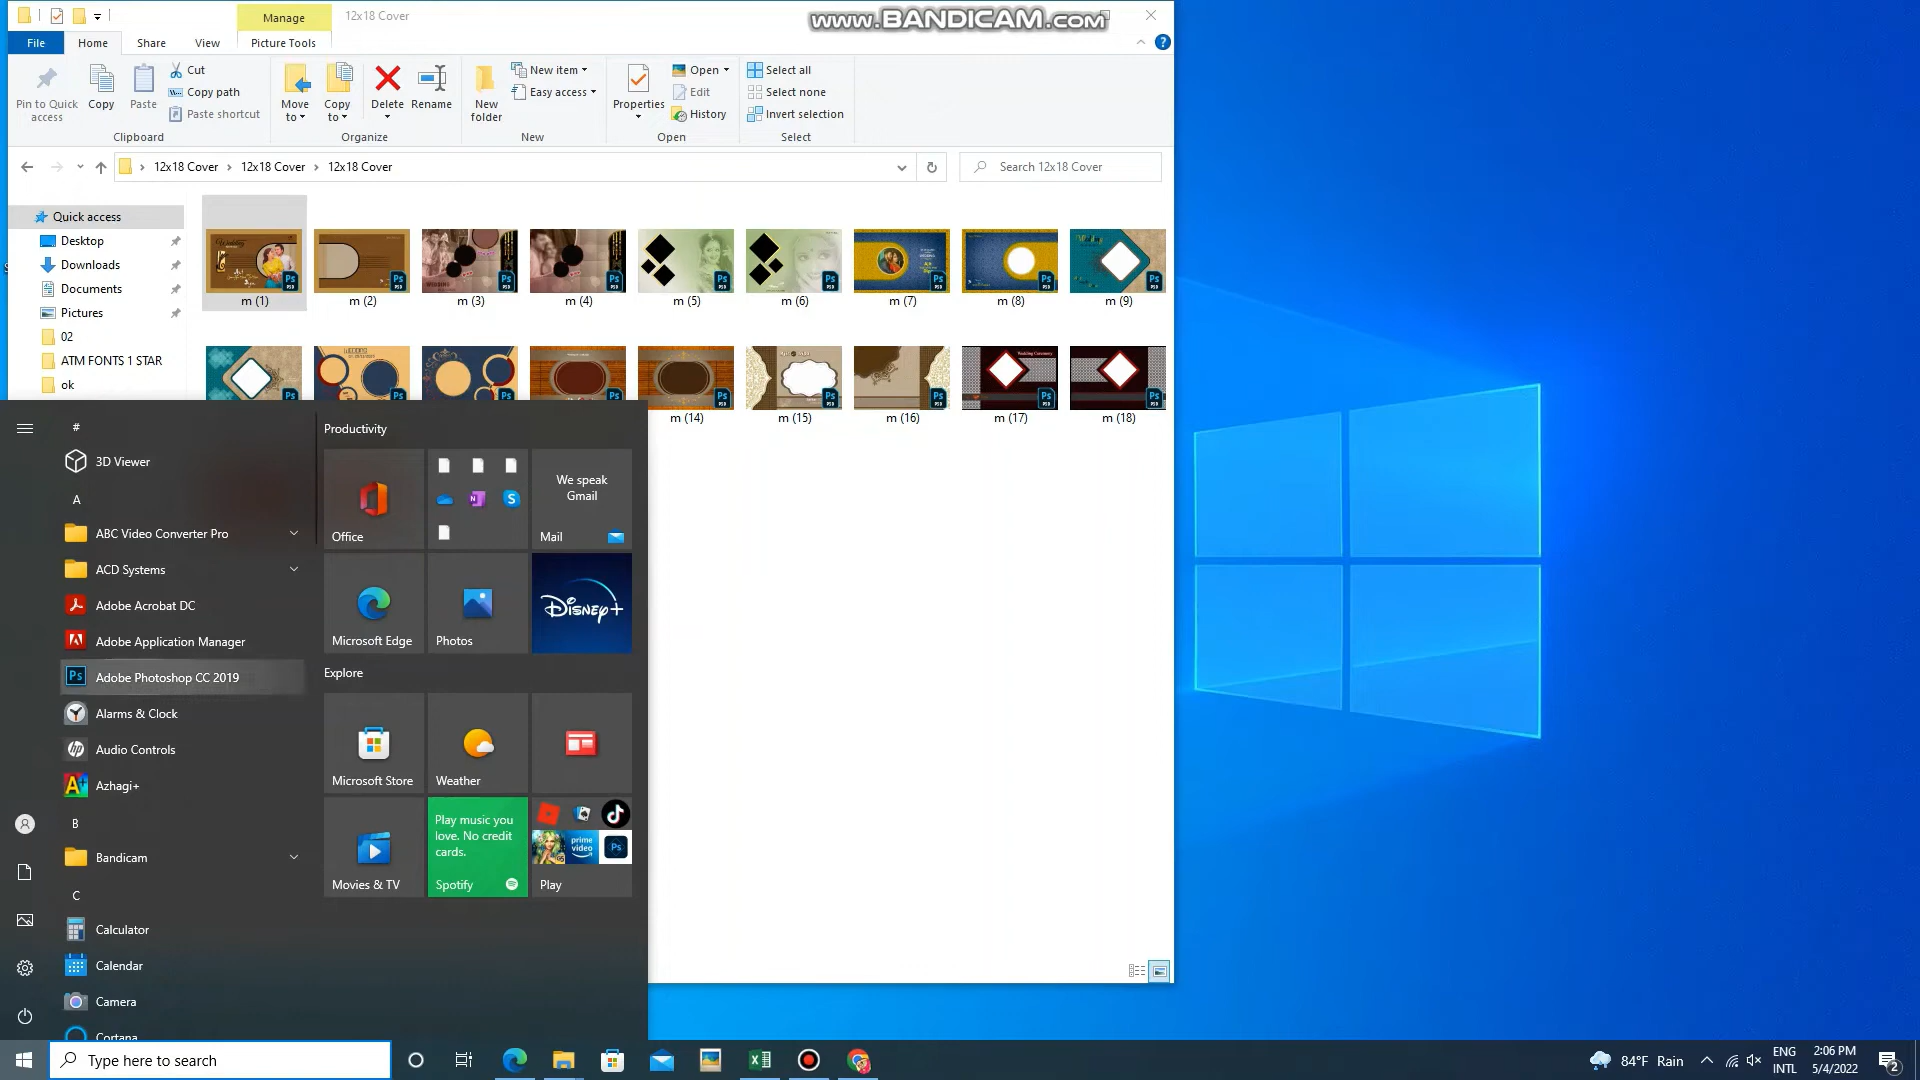 Manage
12x18 Cover
www.BANDICAM.com
File
Home
Share
View
Picture Tools
Pin to Quick access
Copy
Paste
Cut
Copy path
Paste shortcut
Clipboard
Move to
Copy to
Delete
Rename
Organize
New folder
New item
Easy access
New
Properties
Open
Edit
History
Open
Select all
Select none
Invert selection
Select
12x18 Cover
12x18 Cover
12x18 Cover
Search 12x18 Cover
Quick access
Desktop
Downloads
Documents
Pictures
02
ATM FONTS 1 STAR
ok
m (1)
m (2)
m (3)
m (4)
m (5)
m (6)
m (7)
m (8)
m (9)
m (14)
m (15)
m (16)
m (17)
m (18)
#
3D Viewer
A
ABC Video Converter Pro
ACD Systems
Adobe Acrobat DC
Adobe Application Manager
Adobe Photoshop CC 2019
Alarms & Clock
Audio Controls
Azhagi+
B
Bandicam
C
Calculator
Calendar
Camera
Cortana
Productivity
Office
We speak
Gmail
Mail
Microsoft Edge
Photos
Disney+
Explore
Microsoft Store
Weather
Movies & TV
Play music you
love. No credit
cards.
Spotify
prime
video
Ps
Play
Type here to search
84°F Rain
ENG
INTL
2:06 PM
5/4/2022
2